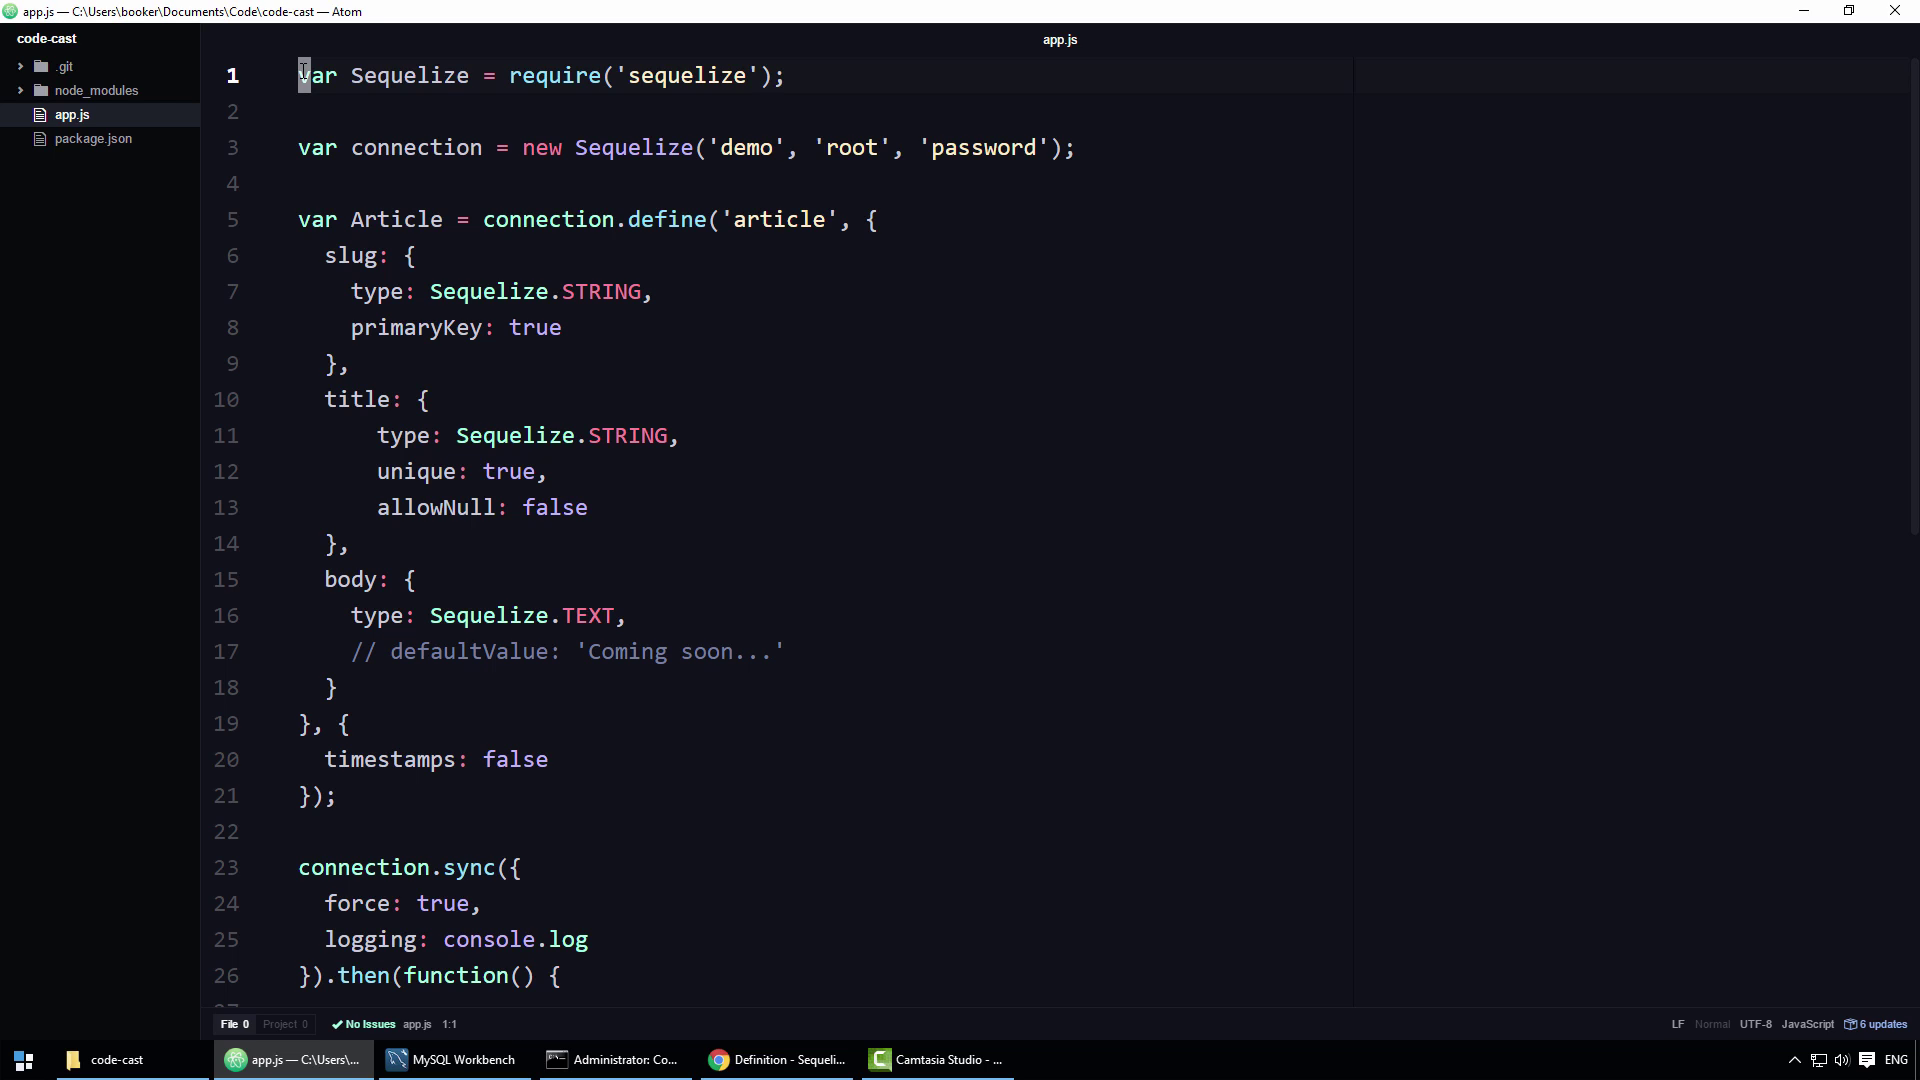 app.js — C:\Users\booker\Documents\Code\code-cast — Atom
code-cast
.git
node_modules
app.js
package.json
app.js
1 var Sequelize = require('sequelize');
2
3 var connection = new Sequelize('demo', 'root', 'password');
4
5 var Article = connection.define('article', {
6 slug: {
7 type: Sequelize.STRING,
8 primaryKey: true
9 },
10 title: {
11 type: Sequelize.STRING,
12 unique: true,
13 allowNull: false
14 },
15 body: {
16 type: Sequelize.TEXT,
17 // defaultValue: 'Coming soon...'
18 }
19 }, {
20 timestamps: false
21 });
22
23 connection.sync({
24 force: true,
25 logging: console.log
26 }).then(function() {
File 0 Project 0 No Issues app.js 1:1 LF Normal UTF-8 JavaScript 6 updates
code-cast app.js — C:\Users\... MySQL Workbench Administrator: Co... Definition - Sequeli... Camtasia Studio - ... ENG